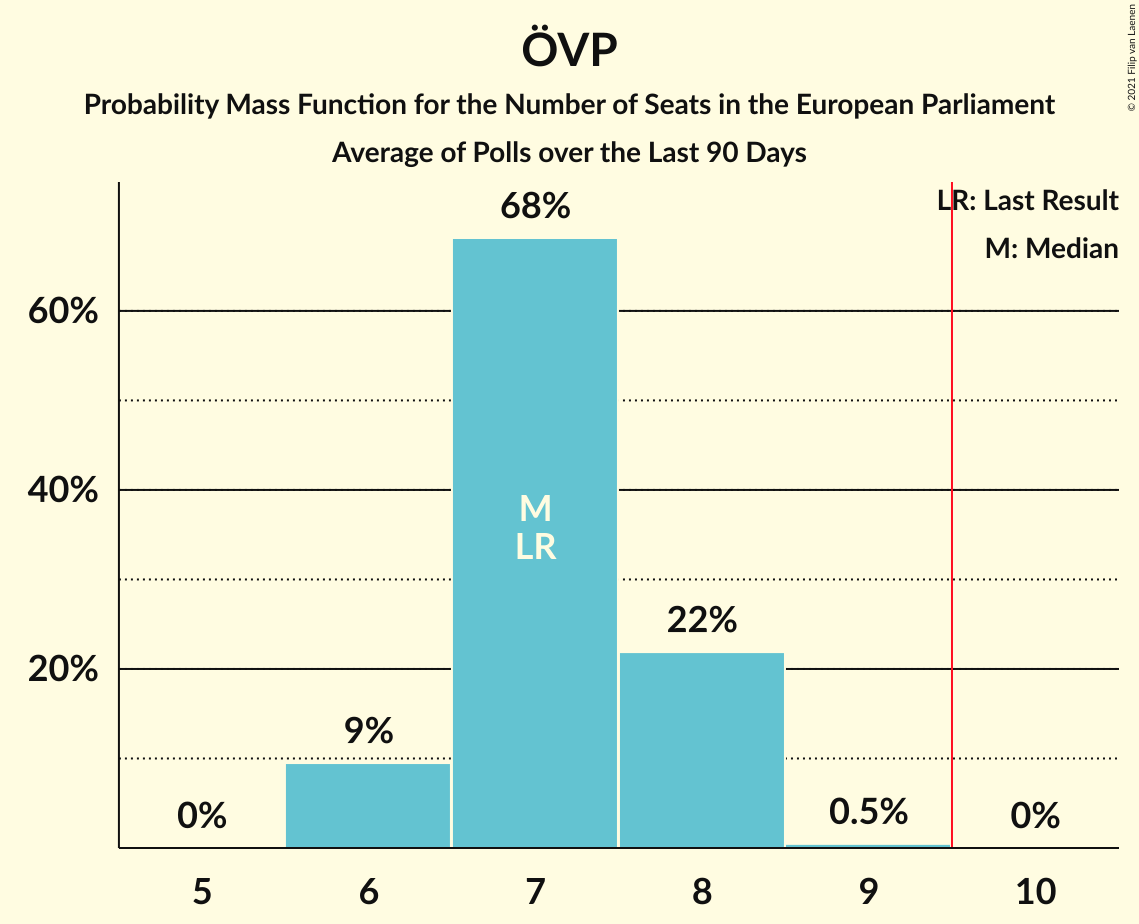 ÖVP
Probability Mass Function for the Number of Seats in the European Parliament
Average of Polls over the Last 90 Days
© 2021 Filip van Laenen
LR: Last Result
M: Median
68%
60%
40%
M
LR
22%
20%
9%
0%
0.5%
0%
5 6 7 8 9 10